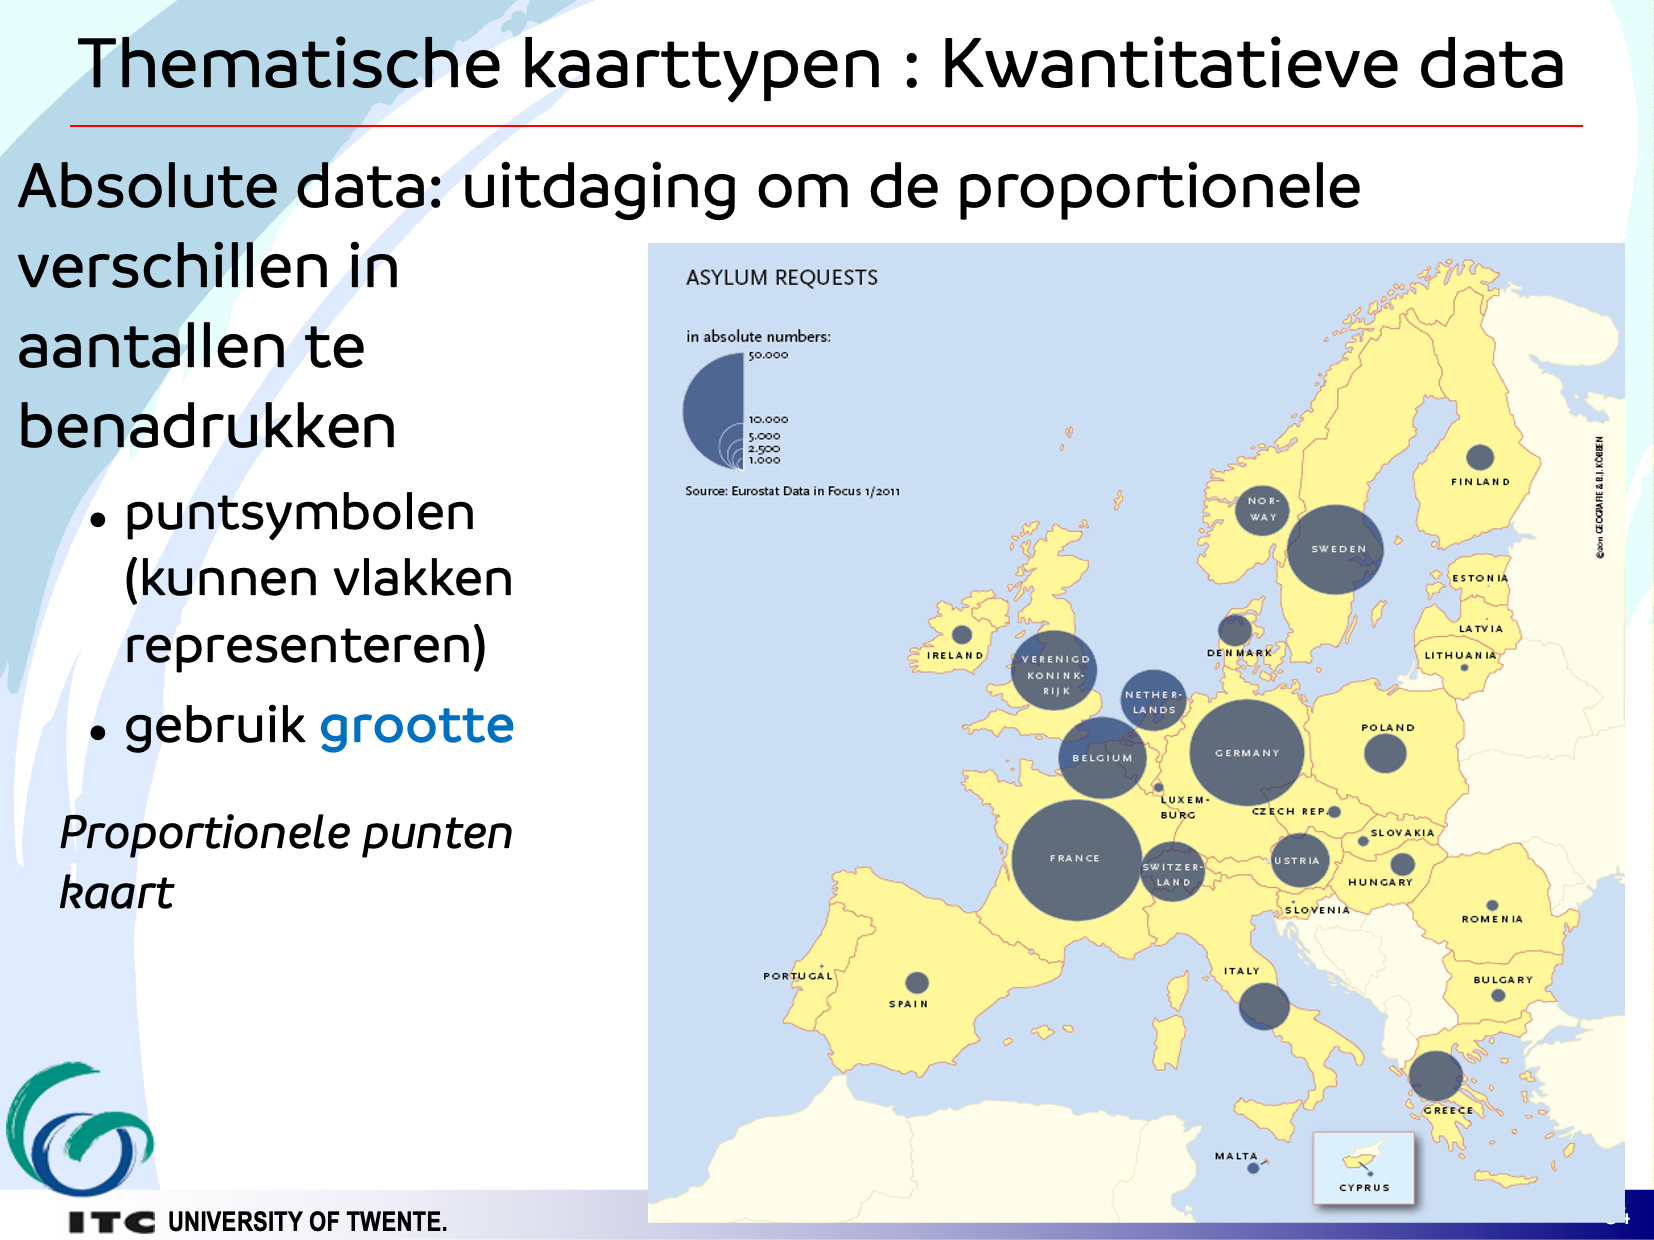 Thematische kaarttypen : Kwantitatieve data
Absolute data: uitdaging om de proportionele
verschillen in
aantallen te
benadrukken
• puntsymbolen
(kunnen vlakken
representeren)
• gebruik grootte
Proportionele punten
kaart
ASYLUM REQUESTS
in absolute numbers:
50.000
10.000
5.000
2.500
1.000
Source: Eurostat Data in Focus 1/2011
©2011 GEOGRAFIE & B.J. KÖBBEN
FINLAND
NOR-
WAY
SWEDEN
ESTONIA
LATVIA
LITHUANIA
DENMARK
IRELAND
VERENIGD
KONINK-
RIJK
NETHER-
LANDS
BELGIUM
GERMANY
POLAND
LUXEM-
BURG
CZECH REP.
SLOVAKIA
FRANCE
SWITZER-
LAND
USTRIA
HUNGARY
SLOVENIA
ROMENIA
PORTUGAL
SPAIN
ITALY
BULGARY
GREECE
MALTA
CYPRUS
ITC UNIVERSITY OF TWENTE.